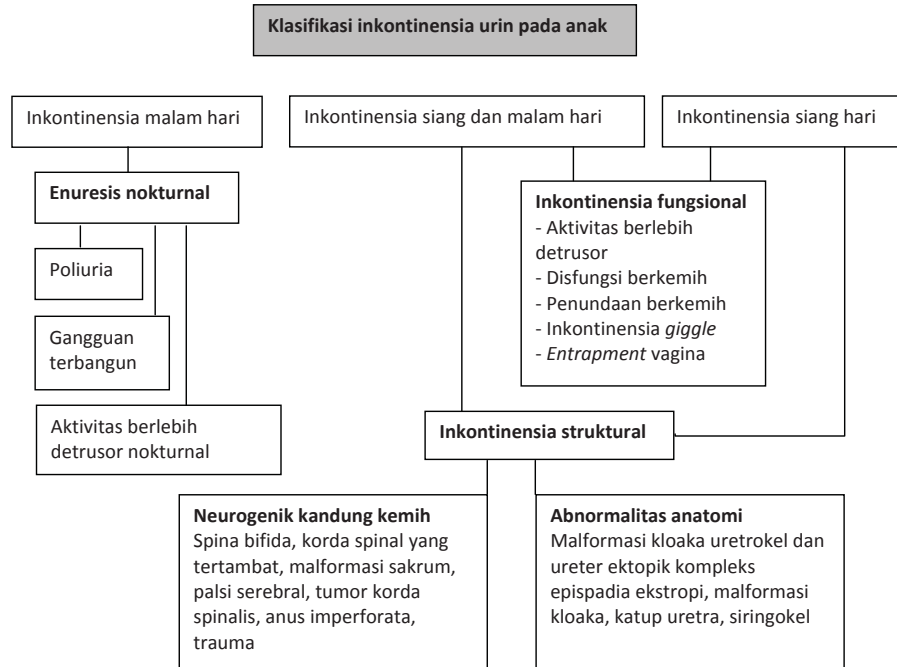 Klasifikasi inkontinensia urin pada anak
Inkontinensia malam hari
Inkontinensia siang dan malam hari
Inkontinensia siang hari
Enuresis nokturnal
Poliuria
Gangguan
terbangun
Aktivitas berlebih
detrusor nokturnal
Inkontinensia fungsional
- Aktivitas berlebih
detrusor
- Disfungsi berkemih
- Penundaan berkemih
- Inkontinensia giggle
- Entrapment vagina
Inkontinensia struktural
Neurogenik kandung kemih
Spina bifida, korda spinal yang
tertambat, malformasi sakrum,
palsi serebral, tumor korda
spinalis, anus imperforata,
trauma
Abnormalitas anatomi
Malformasi kloaka uretrokel dan
ureter ektopik kompleks
epispadia ekstropi, malformasi
kloaka, katup uretra, siringokel